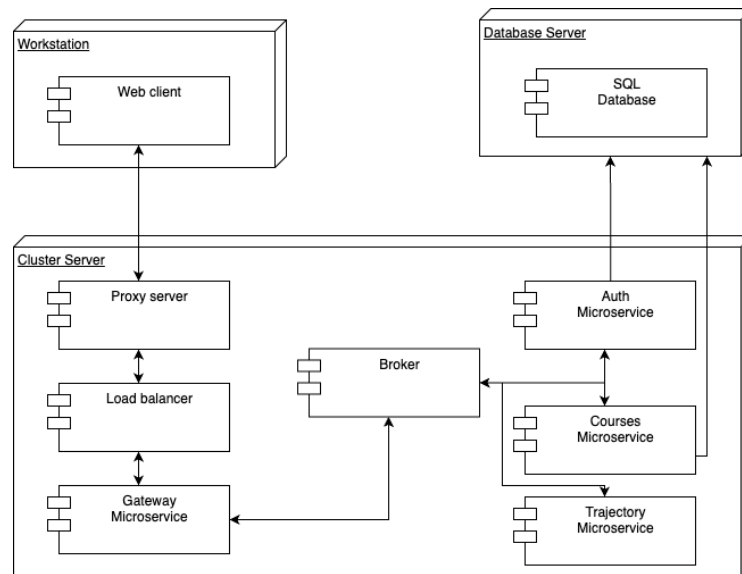 Workstation
Web client
Database Server
SQL
Database
Cluster Server
Proxy server
Load balancer
Gateway
Microservice
Broker
Auth
Microservice
Courses
Microservice
Trajectory
Microservice